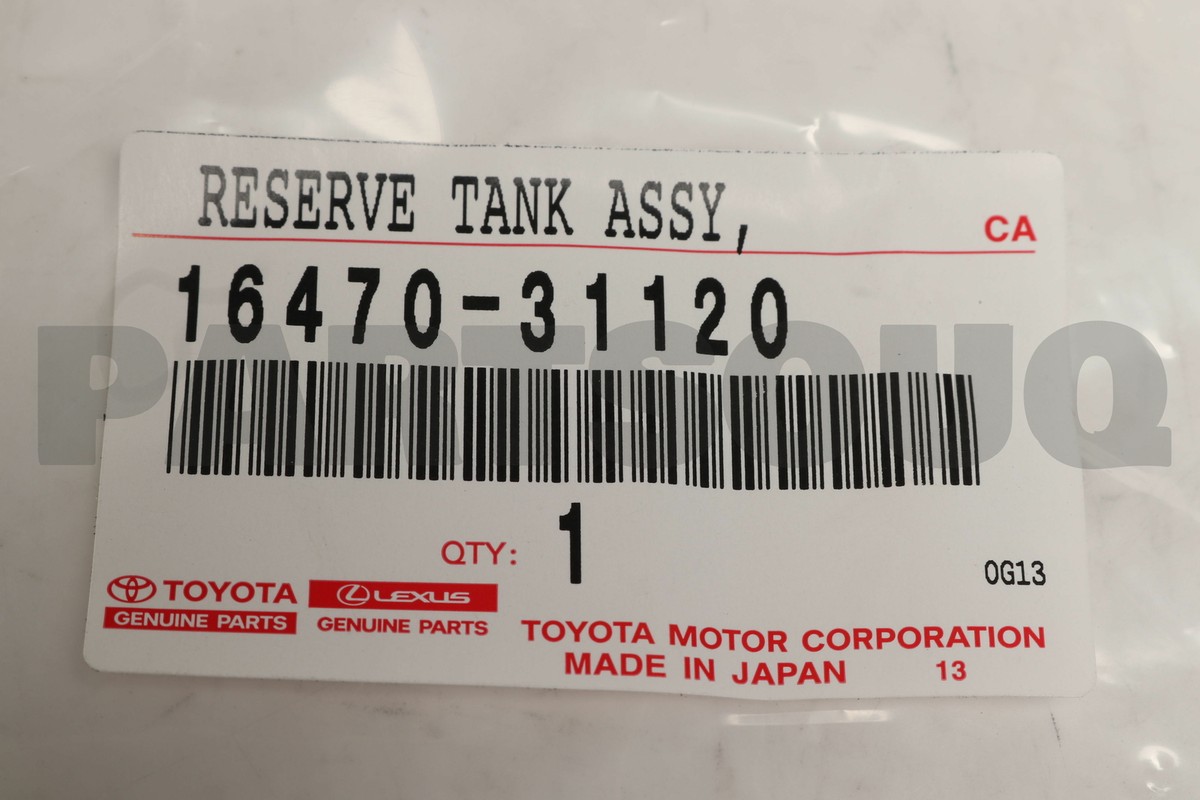 RESERVE TANK ASSY,
CA
16470-31120
PARTSOUQ
QTY: 1
0G13
TOYOTA
GENUINE PARTS
LEXUS
GENUINE PARTS
TOYOTA MOTOR CORPORATION
MADE IN JAPAN 13